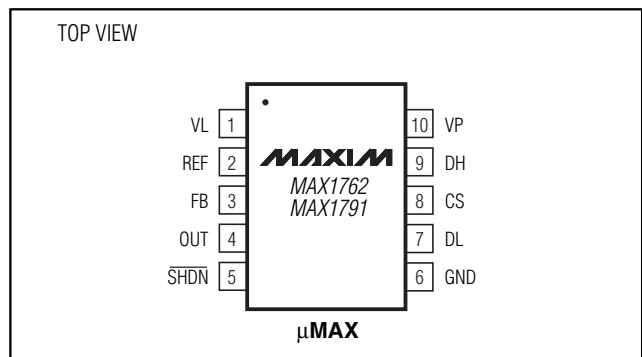 TOP VIEW
VL 1
REF 2
FB 3
OUT 4
SHDN 5
MAXIM
MAX1762
MAX1791
10 VP
9 DH
8 CS
7 DL
6 GND
µMAX